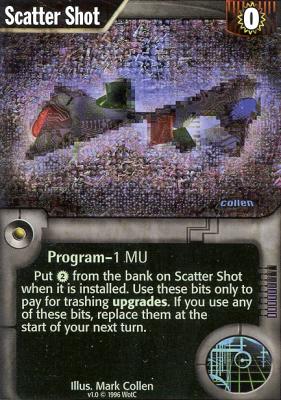 Scatter Shot
0
collen
Program–1 MU
Put 2 from the bank on Scatter Shot
when it is installed. Use these bits only to
pay for trashing upgrades. If you use any
of these bits, replace them at the
start of your next turn.
Illus. Mark Collen
v1.0 © 1996 WotC